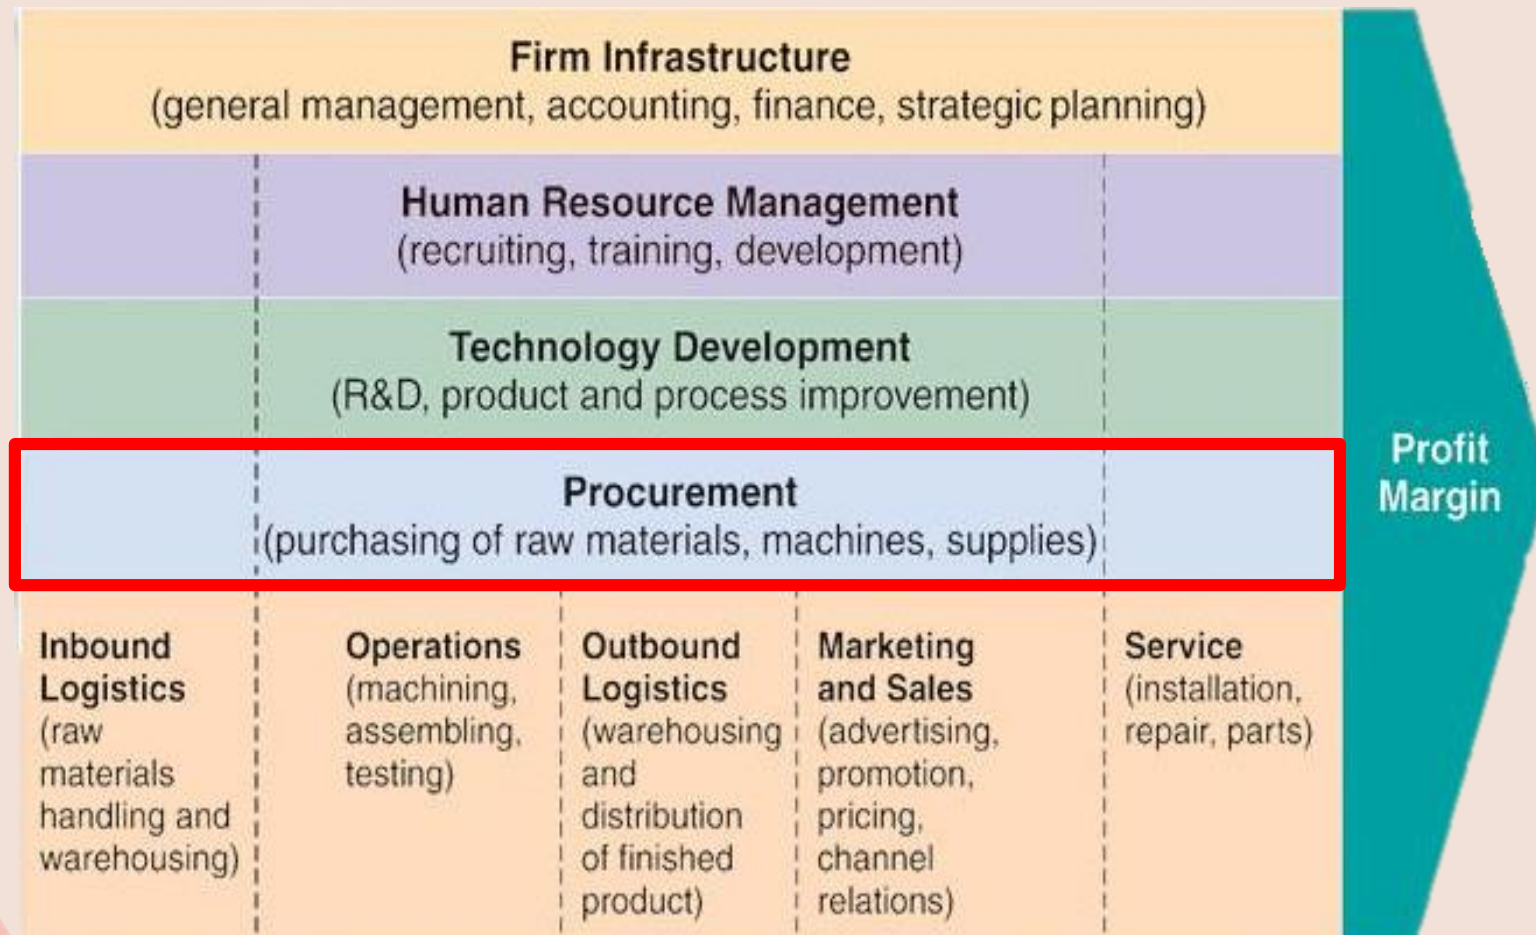 Firm Infrastructure
(general management, accounting, finance, strategic planning)
Human Resource Management
(recruiting, training, development)
Technology Development
(R&D, product and process improvement)
Procurement
(purchasing of raw materials, machines, supplies)
Inbound
Logistics
(raw
materials
handling and
warehousing)
Operations
(machining,
assembling,
testing)
Outbound
Logistics
(warehousing
and
distribution
of finished
product)
Marketing
and Sales
(advertising,
promotion,
pricing,
channel
relations)
Service
(installation,
repair, parts)
Profit
Margin